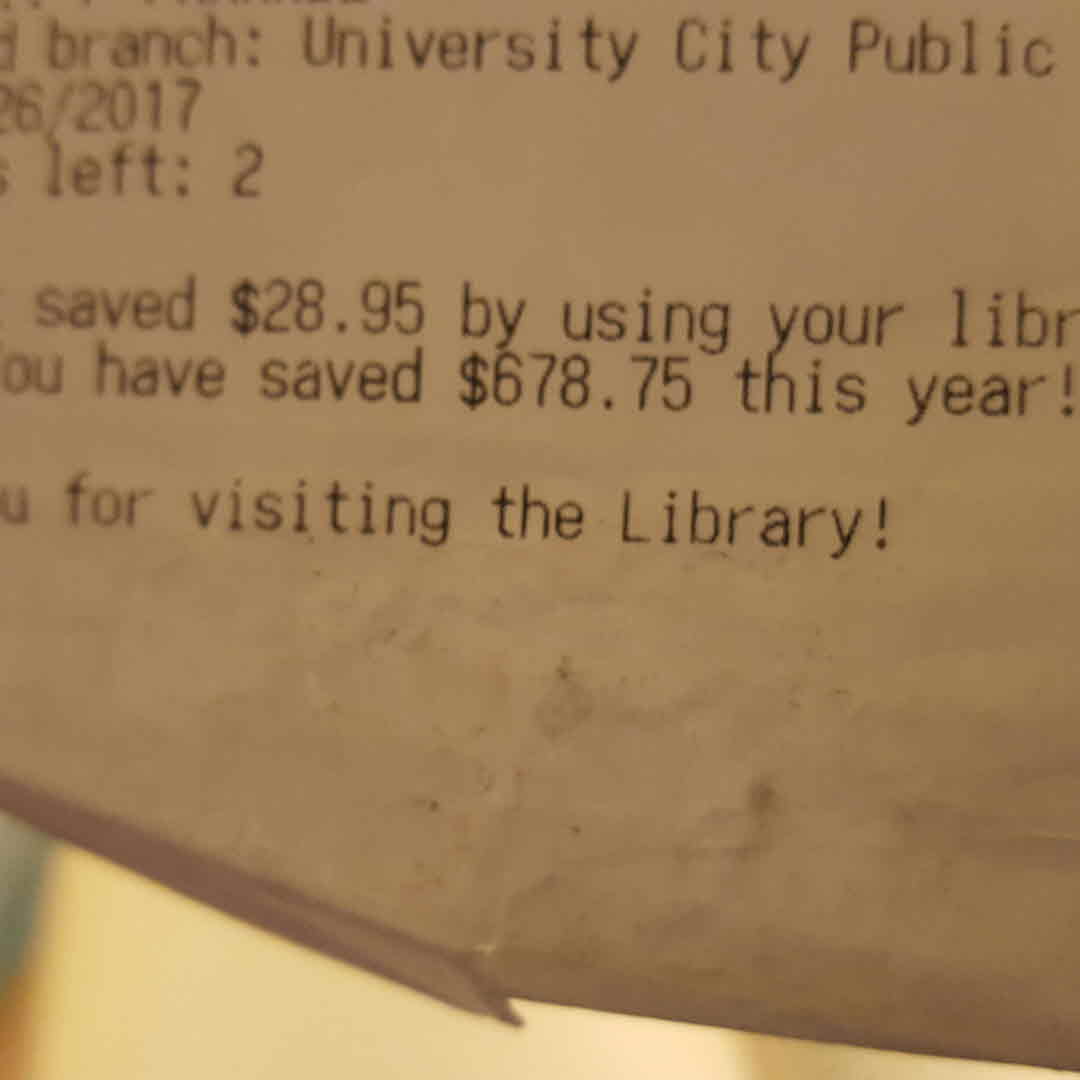 branch: University City Public
26/2017
s left: 2
saved $28.95 by using your libr
ou have saved $678.75 this year!
u for visiting the Library!